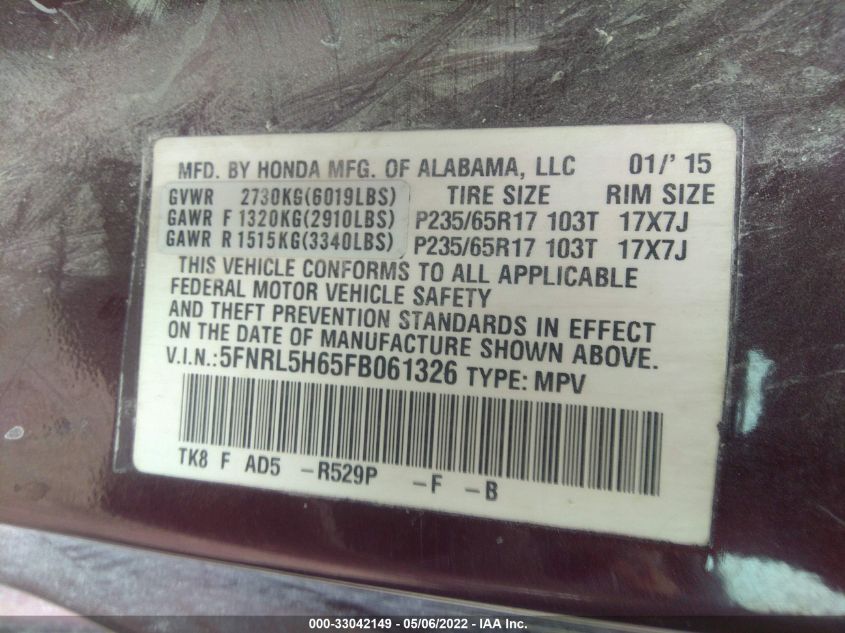 MFD. BY HONDA MFG. OF ALABAMA, LLC 01/' 15
GVWR 2730KG(6019LBS) TIRE SIZE RIM SIZE
GAWR F 1320KG(2910LBS) P235/65R17 103T 17X7J
GAWR R 1515KG(3340LBS) P235/65R17 103T 17X7J
THIS VEHICLE CONFORMS TO ALL APPLICABLE
FEDERAL MOTOR VEHICLE SAFETY
AND THEFT PREVENTION STANDARDS IN EFFECT
ON THE DATE OF MANUFACTURE SHOWN ABOVE.
V.I.N.: 5FNRL5H65FB061326 TYPE: MPV
TK8 F AD5 -R529P -F -B
000-33042149 - 05/06/2022 - IAA Inc.